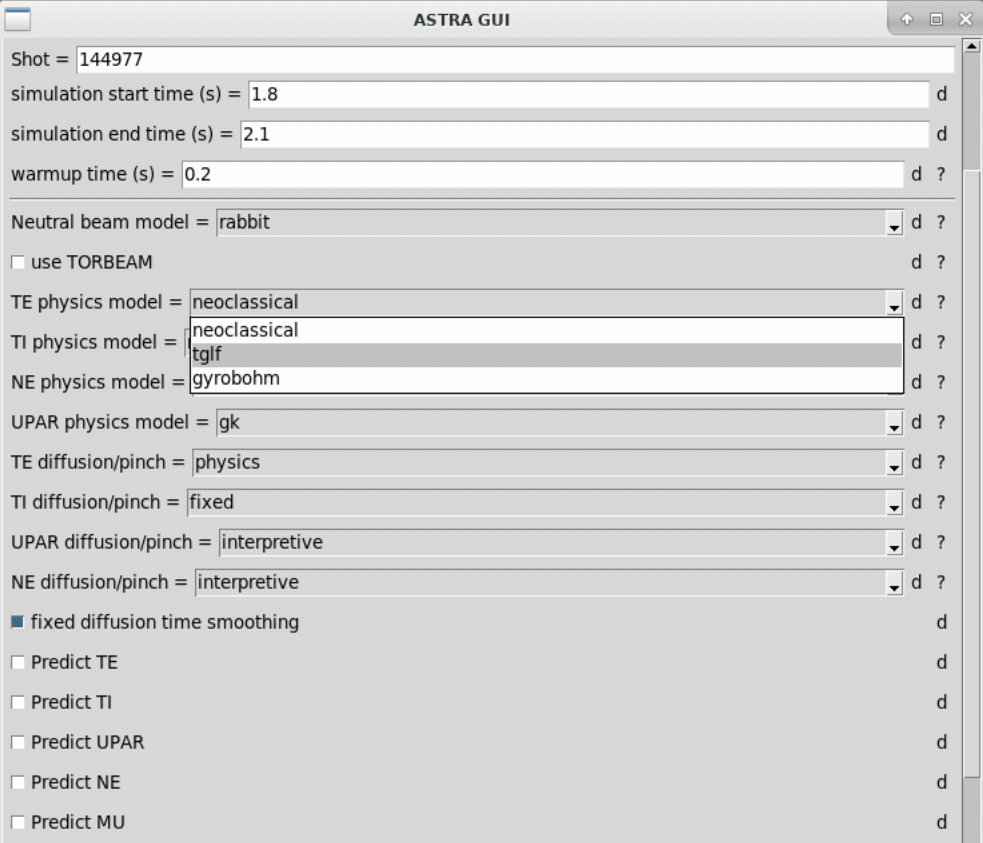 ASTRA GUI
Shot = 144977
simulation start time (s) = 1.8 d
simulation end time (s) = 2.1 d
warmup time (s) = 0.2 d ?
Neutral beam model = rabbit d ?
use TORBEAM d ?
TE physics model = neoclassical d ?
neoclassical
TI physics model = d ?
tglf
NE physics model = d ?
gyrobohm
UPAR physics model = gk d ?
TE diffusion/pinch = physics d ?
TI diffusion/pinch = fixed d ?
UPAR diffusion/pinch = interpretive d ?
NE diffusion/pinch = interpretive d ?
fixed diffusion time smoothing d
Predict TE d
Predict TI d
Predict UPAR d
Predict NE d
Predict MU d